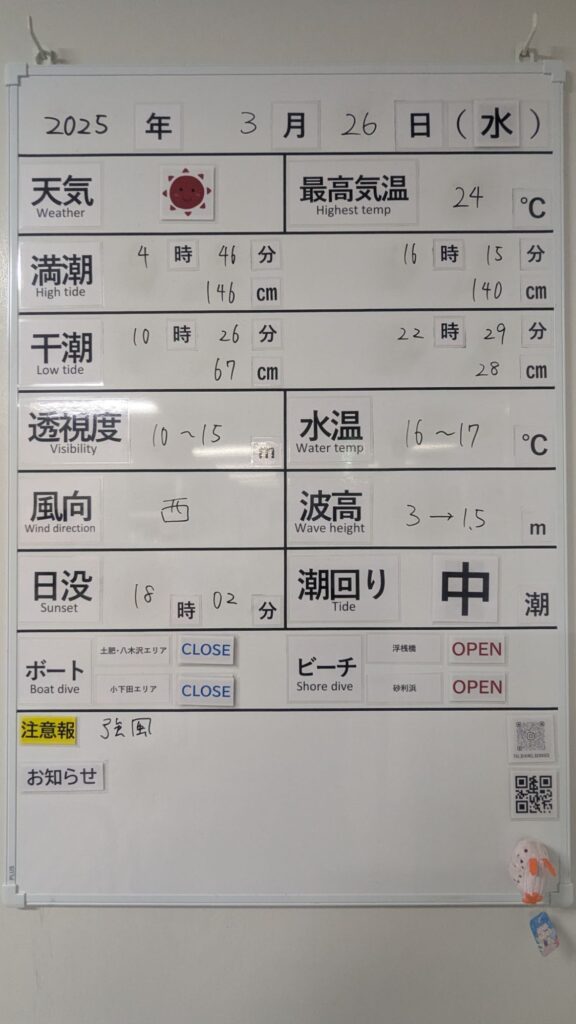 2025 年 3 月 26 日 (水)
天気 最高気温 24 ℃
Weather Highest temp
満潮 4 時 46 分 16 時 15 分
High tide 146 cm 140 cm
干潮 10 時 26 分 22 時 29 分
Low tide 67 cm 28 cm
透視度 10~15 m 水温 16~17 ℃
Visibility Water temp
風向 西 波高 3→1.5 m
Wind direction Wave height
日没 18 時 02 分 潮回り 中 潮
Sunset Tide
ボート 土肥・八木沢エリア CLOSE ビーチ 浮桟橋 OPEN
Boat dive 小下田エリア CLOSE Shore dive 砂利浜 OPEN
注意報 強風
お知らせ
PLUS